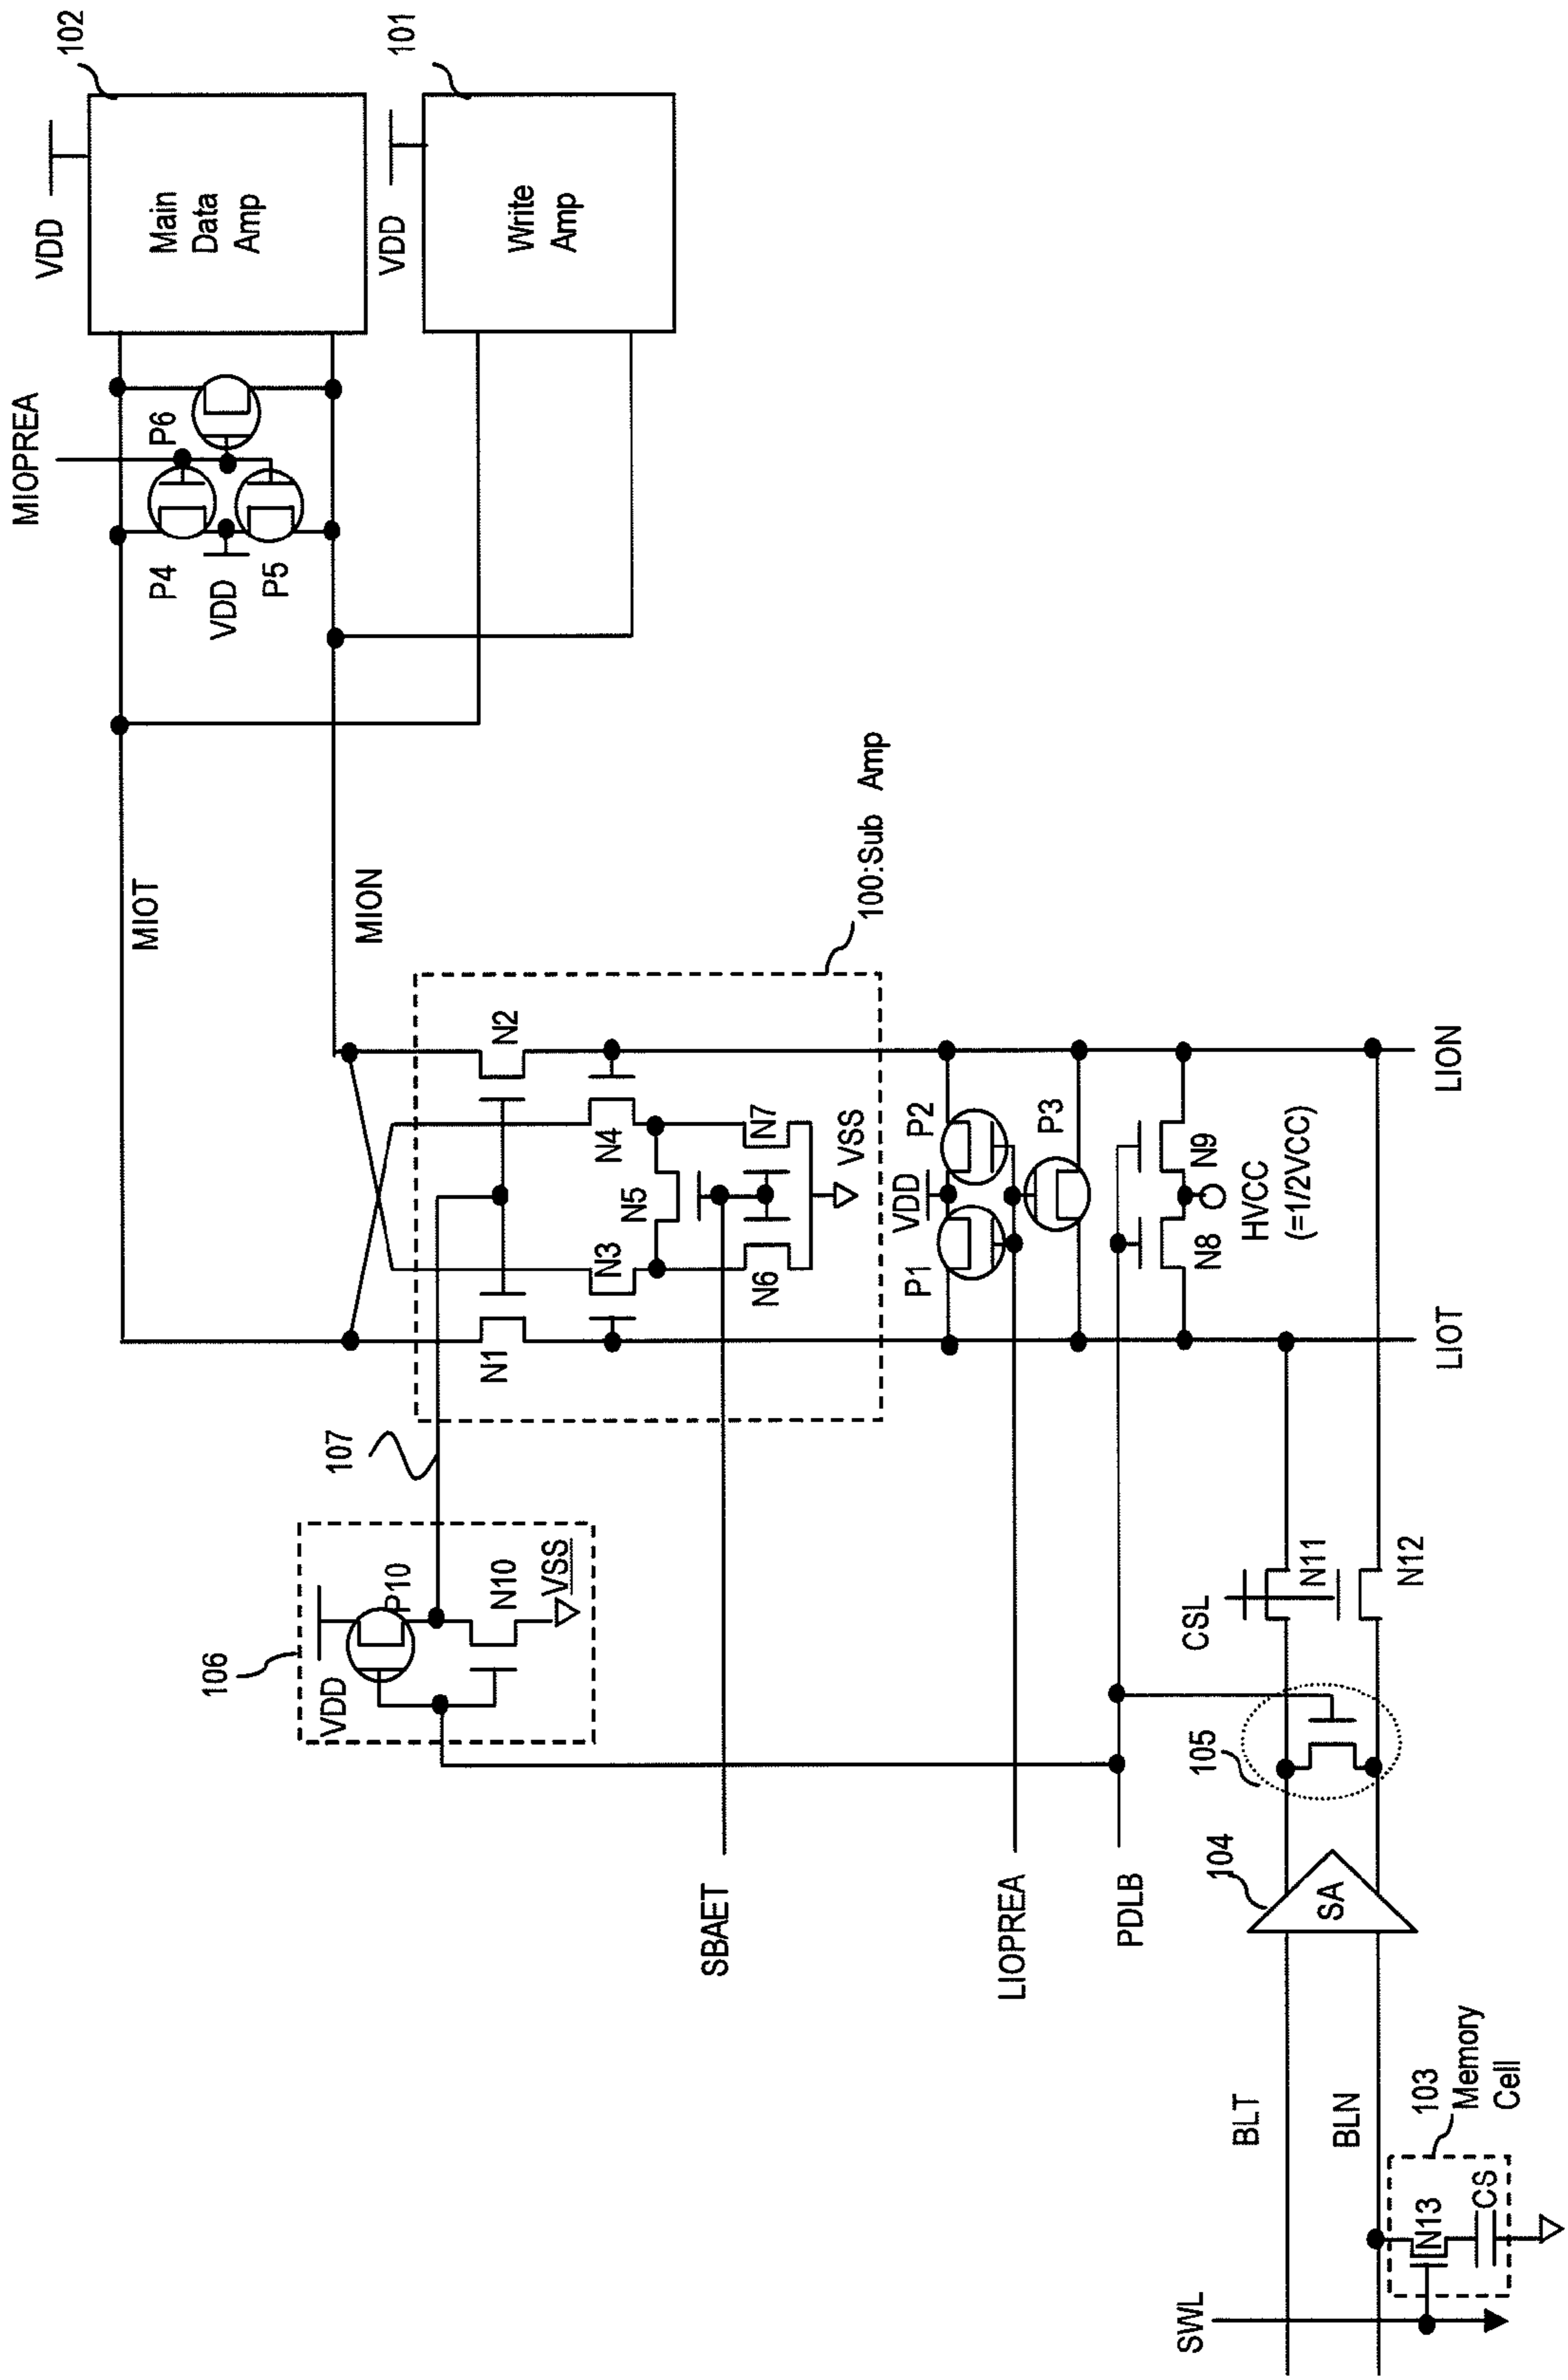 102
VDD
Main
Data
Amp
101
VDD
Write
Amp
MIOPREA
P6
P4
VDD
P5
MIOT
MION
100:Sub Amp
N2
N1
N4
N3
N5
N7
N6
VSS
107
106
VDD
P10
N10
VSS
SBAET
P2
VDD
P1
P3
LIOPREA
N9
N8
HVCC
(=1/2VCC)
PDLB
LION
LIOT
CSL
N11
N12
105
104
SA
BLT
BLN
103
Memory
Cell
N13
CS
SWL